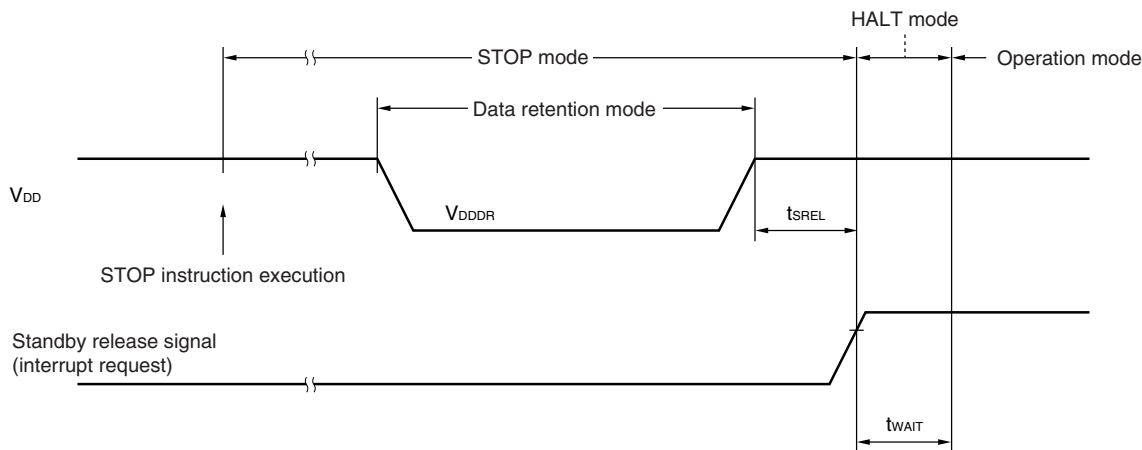 HALT mode
STOP mode
Operation mode
Data retention mode
VDD
VDDDR
tSREL
STOP instruction execution
Standby release signal
(interrupt request)
tWAIT